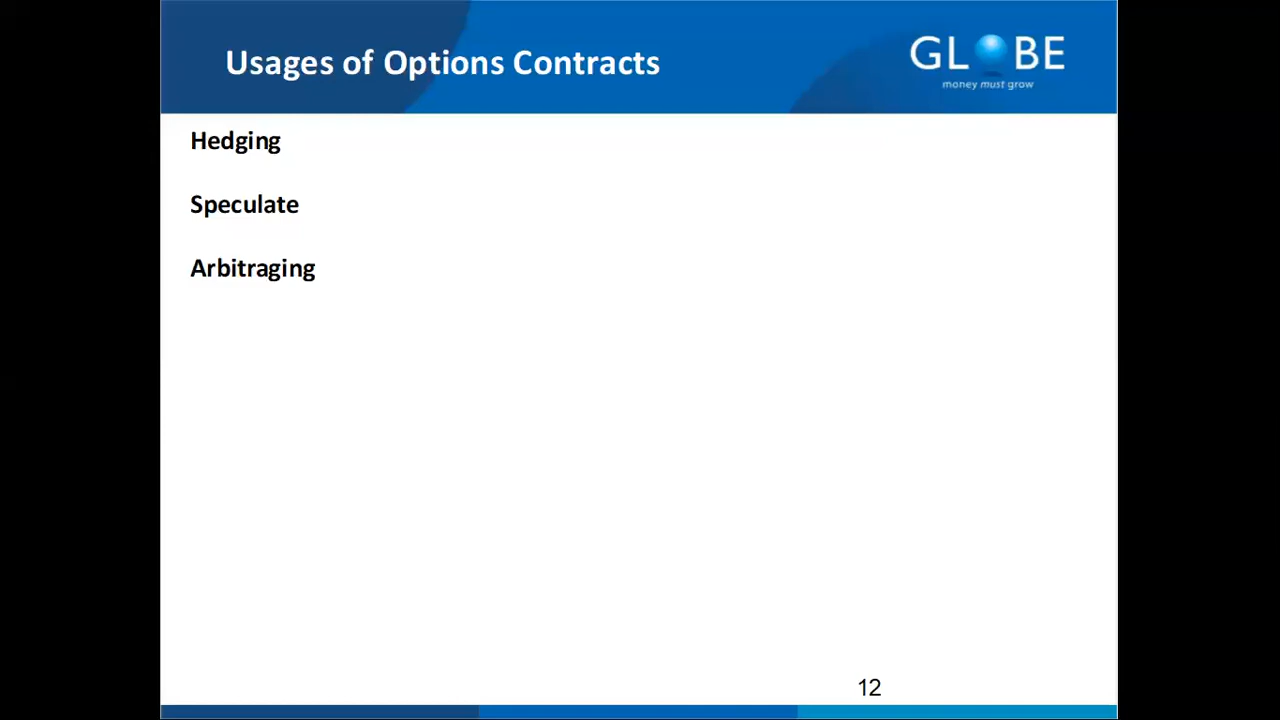 Usages of Options Contracts
GLOBE
money must grow
Hedging
Speculate
Arbitraging
12